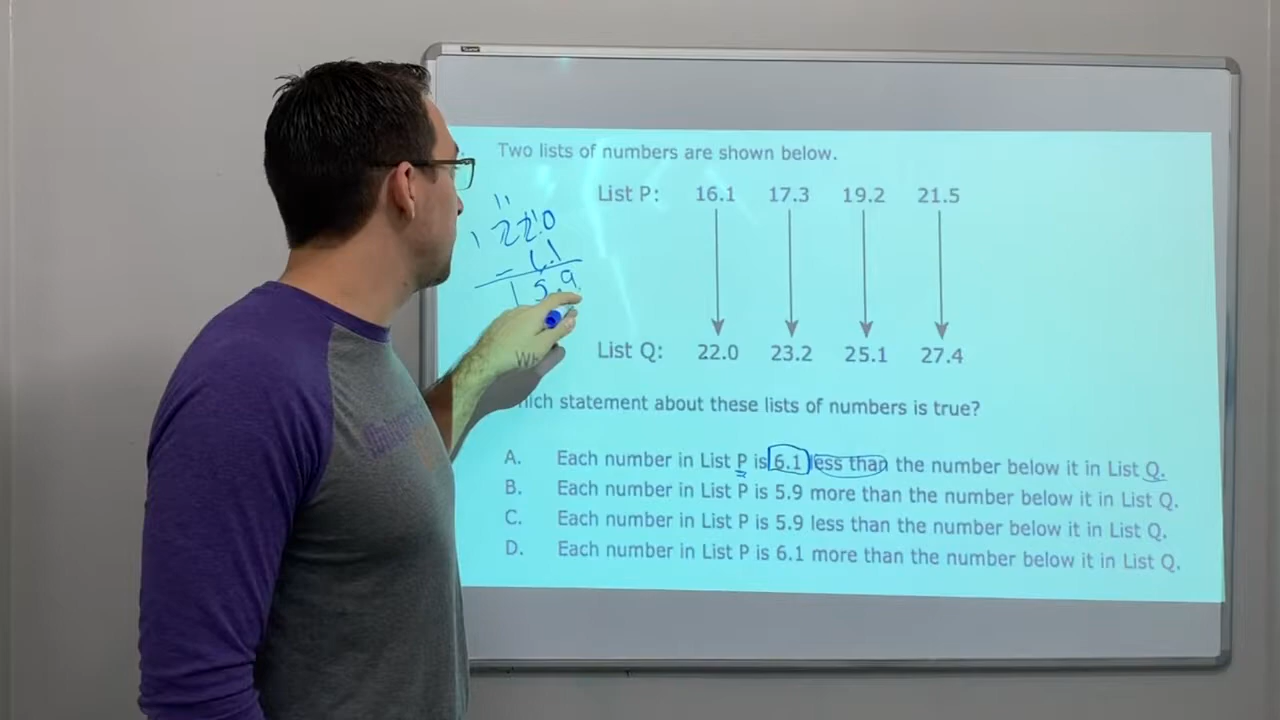 Two lists of numbers are shown below.
List P: 16.1 17.3 19.2 21.5
11
1 22.0
- 6.1
15.9
List Q: 22.0 23.2 25.1 27.4
hich statement about these lists of numbers is true?
A. Each number in List P is 6.1 less than the number below it in List Q.
B. Each number in List P is 5.9 more than the number below it in List Q.
C. Each number in List P is 5.9 less than the number below it in List Q.
D. Each number in List P is 6.1 more than the number below it in List Q.